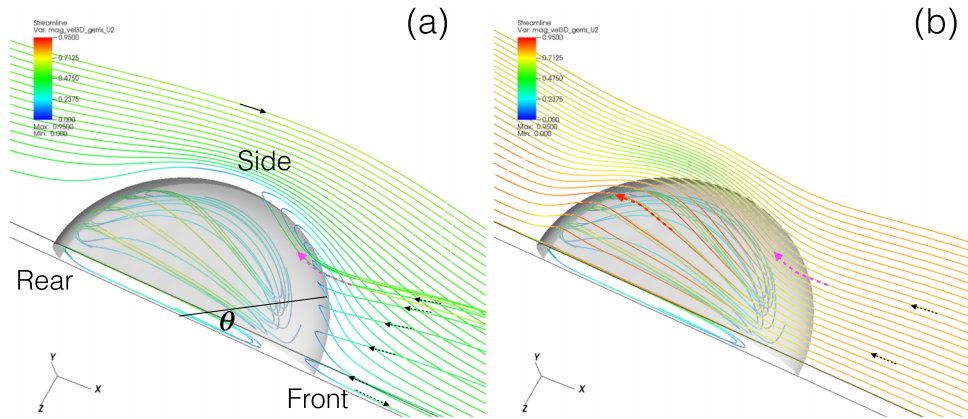 (a)
Streamline
Var: mag_vel3D_gerris_U2
0.9500
0.7125
0.4750
0.2375
0.000
Max: 0.9500
Min: 0.000
Side
Rear
θ
Front
Y
X
Z
(b)
Streamline
Var: mag_vel3D_gerris_U2
0.9500
0.7125
0.4750
0.2375
0.000
Max: 0.9500
Min: 0.000
Y
X
Z